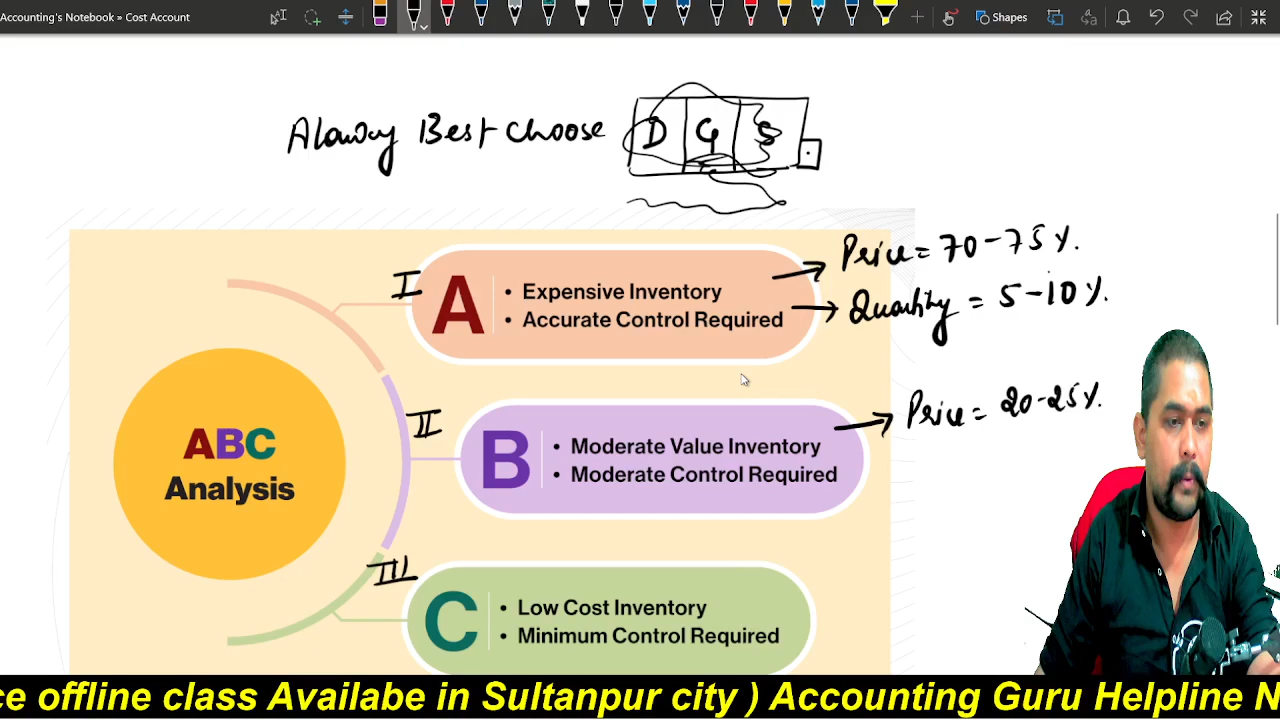 Accounting's Notebook » Cost Account
Shapes
Alaway Best choose D G S
I
A
• Expensive Inventory
• Accurate Control Required
Price = 70-75%.
Quantity = 5-10%.
II
B
• Moderate Value Inventory
• Moderate Control Required
Price = 20-25%.
ABC
Analysis
III
C
• Low Cost Inventory
• Minimum Control Required
ce offline class Availabe in Sultanpur city ) Accounting Guru Helpline N